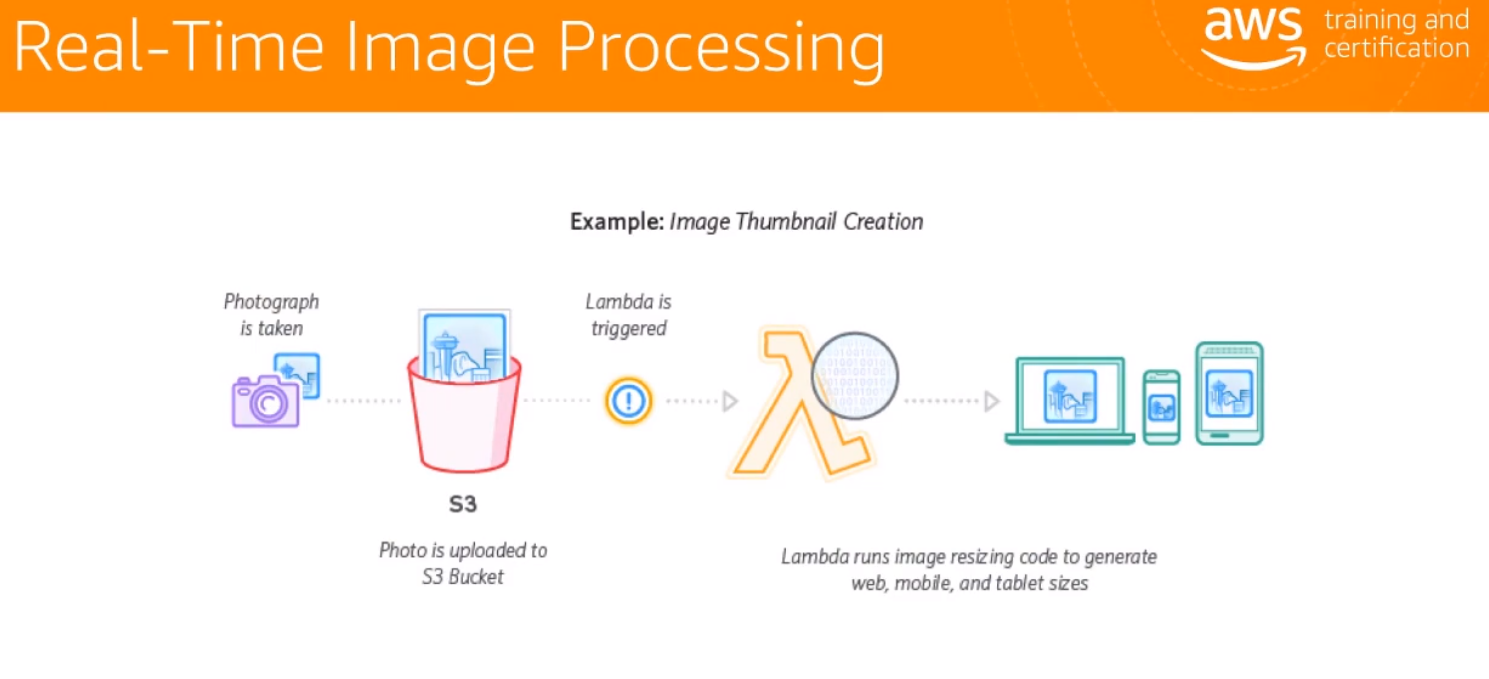 Real-Time Image Processing
aws
training and
certification
Example: Image Thumbnail Creation
Photograph
is taken
Lambda is
triggered
S3
Photo is uploaded to
S3 Bucket
Lambda runs image resizing code to generate
web, mobile, and tablet sizes